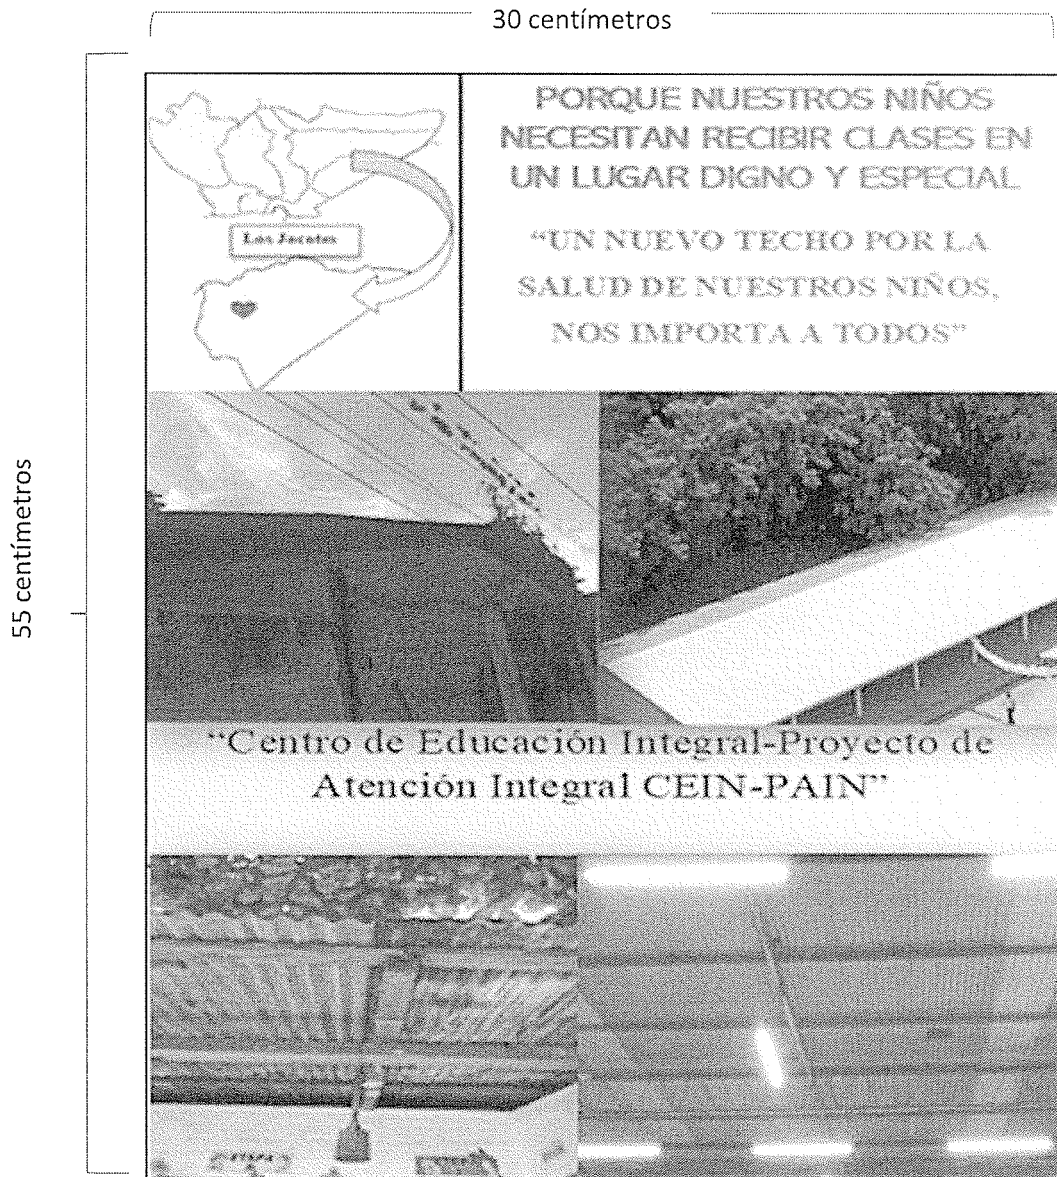 30 centímetros
55 centímetros
Los Jocotes
PORQUE NUESTROS NIÑOS
NECESITAN RECIBIR CLASES EN
UN LUGAR DIGNO Y ESPECIAL
“UN NUEVO TECHO POR LA
SALUD DE NUESTROS NIÑOS,
NOS IMPORTA A TODOS”
“Centro de Educación Integral-Proyecto de
Atención Integral CEIN-PAIN”